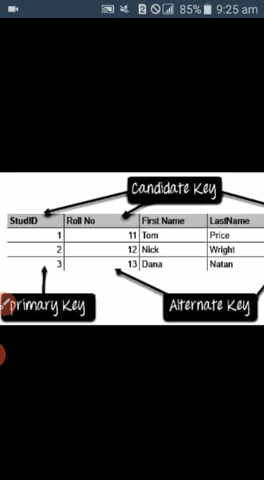 85% 9:25 am
Candidate Key
StudID Roll No First Name LastName
1 11 Tom Price
2 12 Nick Wright
3 13 Dana Natan
Primary Key Alternate Key